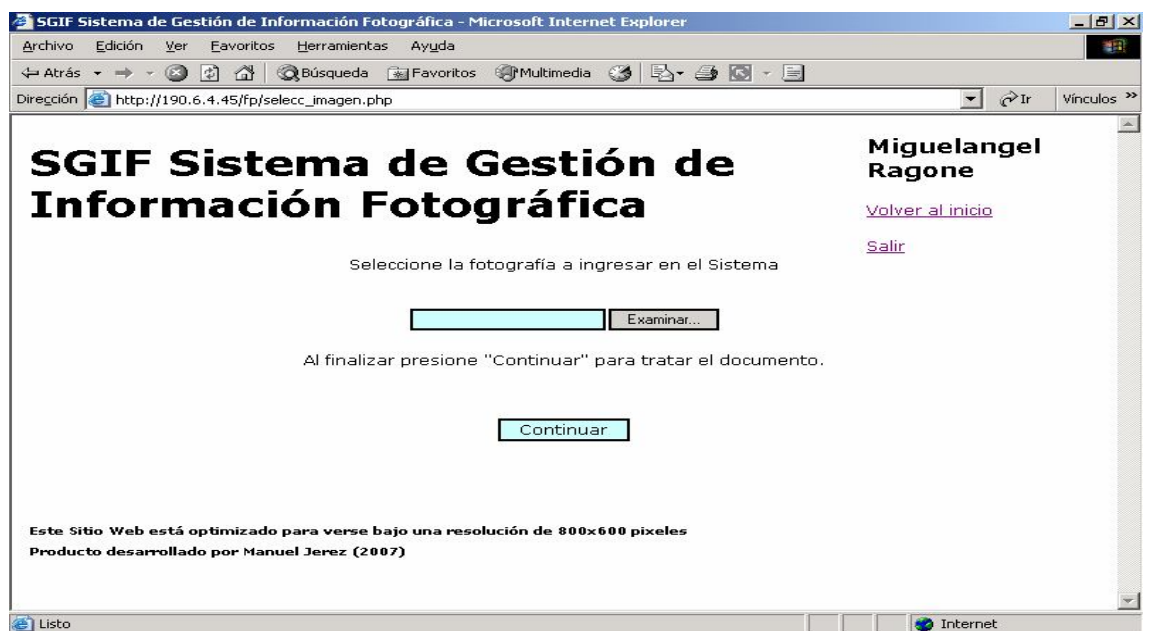 SGIF Sistema de Gestión de Información Fotográfica - Microsoft Internet Explorer
Archivo Edición Ver Favoritos Herramientas Ayuda
Atrás Búsqueda Favoritos Multimedia
Dirección http://190.6.4.45/fp/selecc_imagen.php Ir Vínculos »
SGIF Sistema de Gestión de
Información Fotográfica
Miguelangel
Ragone
Volver al inicio
Salir
Seleccione la fotografía a ingresar en el Sistema
Examinar...
Al finalizar presione "Continuar" para tratar el documento.
Continuar
Este Sitio Web está optimizado para verse bajo una resolución de 800x600 pixeles
Producto desarrollado por Manuel Jerez (2007)
Listo Internet